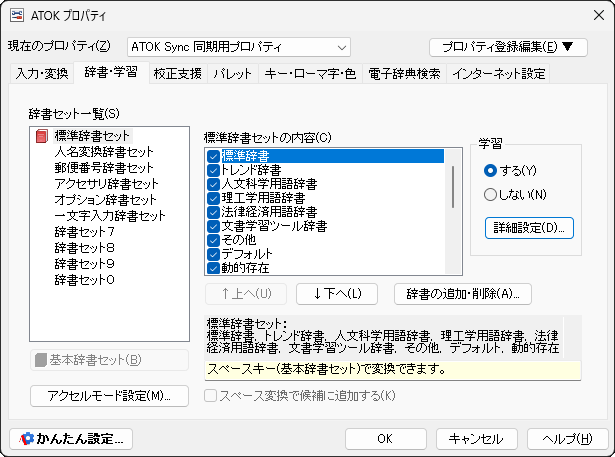 ATOK プロパティ
現在のプロパティ(Z)
ATOK Sync 同期用プロパティ
プロパティ登録編集(E) ▼
入力・変換
辞書・学習
校正支援
パレット
キー・ローマ字・色
電子辞典検索
インターネット設定
辞書セット一覧(S)
標準辞書セット
人名変換辞書セット
郵便番号辞書セット
アクセサリ辞書セット
オプション辞書セット
一文字入力辞書セット
辞書セット7
辞書セット8
辞書セット9
辞書セット0
基本辞書セット(B)
アクセルモード設定(M)...
標準辞書セットの内容(C)
標準辞書
トレンド辞書
人文科学用語辞書
理工学用語辞書
法律経済用語辞書
文書学習ツール辞書
その他
デフォルト
動的存在
↑上へ(U)
↓下へ(L)
辞書の追加・削除(A)...
標準辞書セット:
標準辞書, トレンド辞書, 人文科学用語辞書, 理工学用語辞書, 法律
経済用語辞書, 文書学習ツール辞書, その他, デフォルト, 動的存在
スペースキー(基本辞書セット)で変換できます。
スペース変換で候補に追加する(K)
学習
する(Y)
しない(N)
詳細設定(D)...
かんたん設定...
OK
キャンセル
ヘルプ(H)